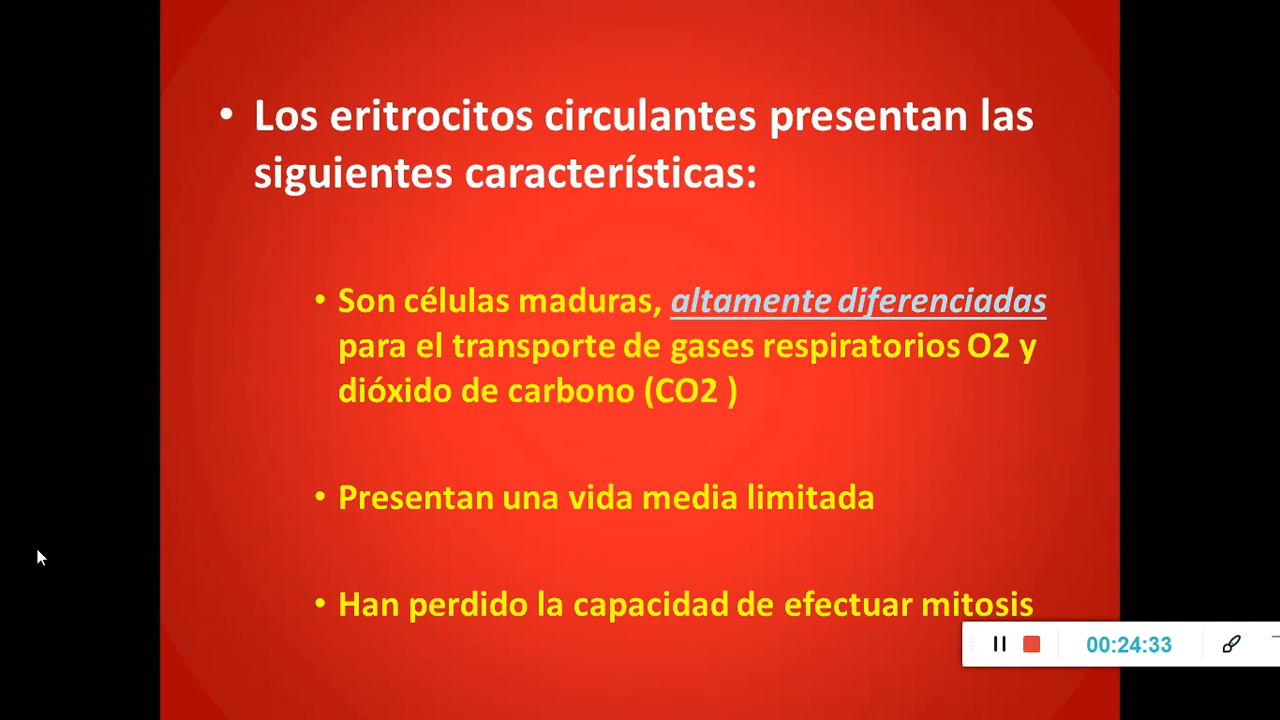 • Los eritrocitos circulantes presentan las
siguientes características:
• Son células maduras, altamente diferenciadas
para el transporte de gases respiratorios O2 y
dióxido de carbono (CO2 )
• Presentan una vida media limitada
• Han perdido la capacidad de efectuar mitosis
00:24:33